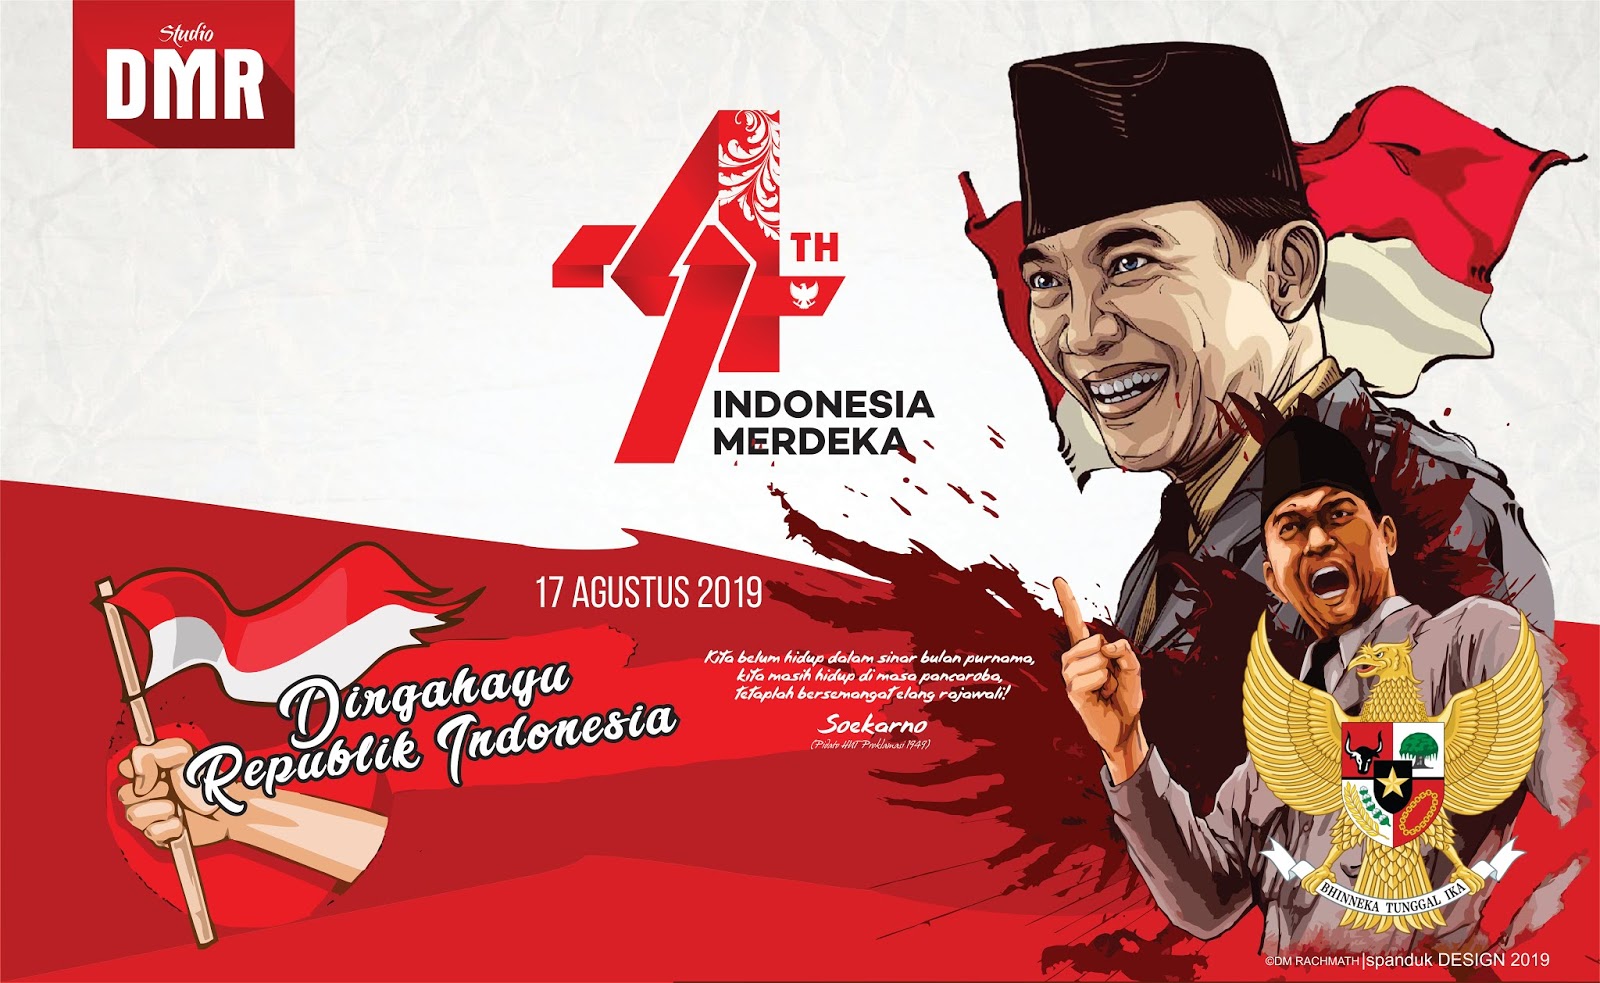 Studio
DMR
74TH
INDONESIA
MERDEKA
17 AGUSTUS 2019
Dirgahayu
Republik Indonesia
Kita belum hidup dalam sinar bulan purnama,
kita masih hidup di masa pancaroba,
tetaplah bersemangat elang rajawali!
Soekarno
(Pidato HUT Proklamasi 1949)
BHINNEKA TUNGGAL IKA
©DM RACHMATH|spanduk DESIGN 2019